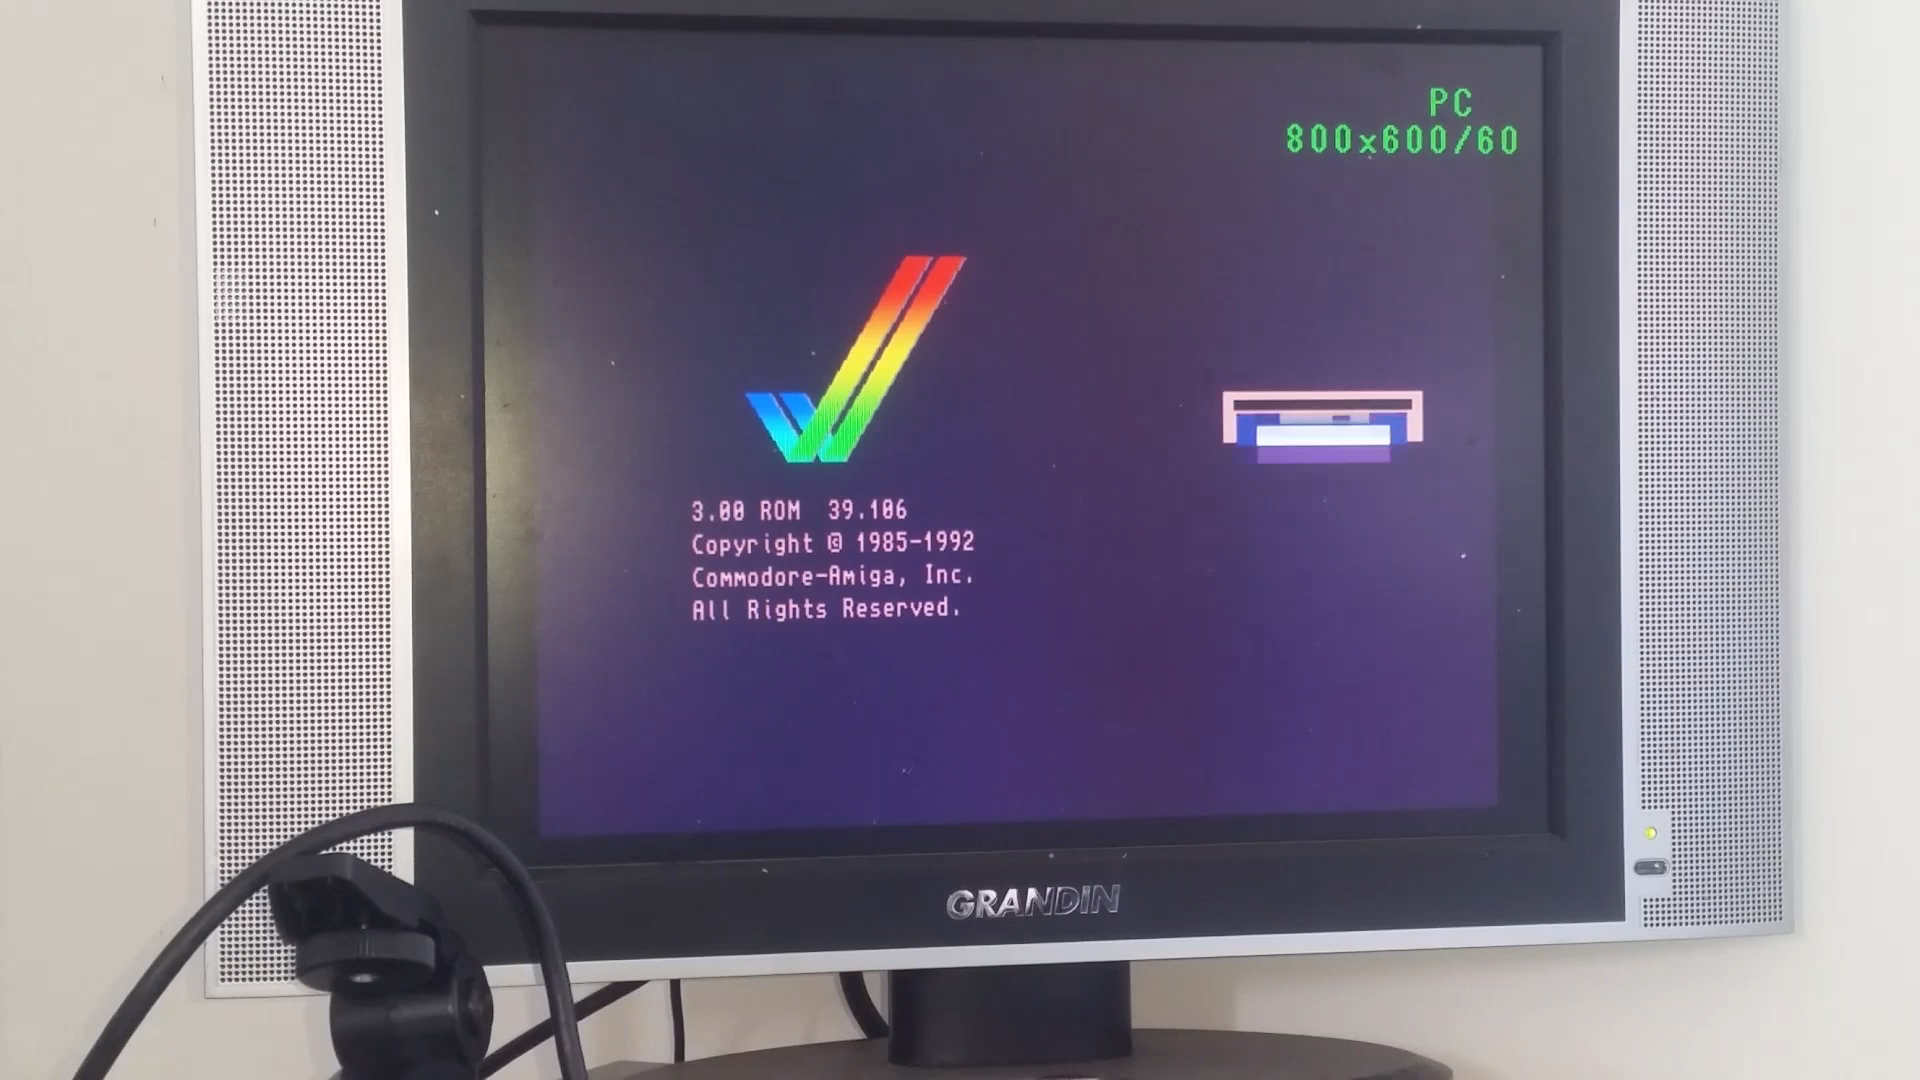 PC
800x600/60
3.00 ROM 39.106
Copyright © 1985-1992
Commodore-Amiga, Inc.
All Rights Reserved.
GRANDIN